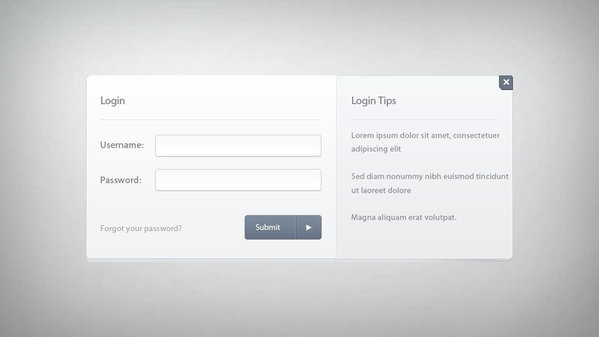 Login
Username:
Password:
Forgot your password?
Submit
Login Tips
Lorem ipsum dolor sit amet, consectetuer
adipiscing elit
Sed diam nonummy nibh euismod tincidunt
ut laoreet dolore
Magna aliquam erat volutpat.